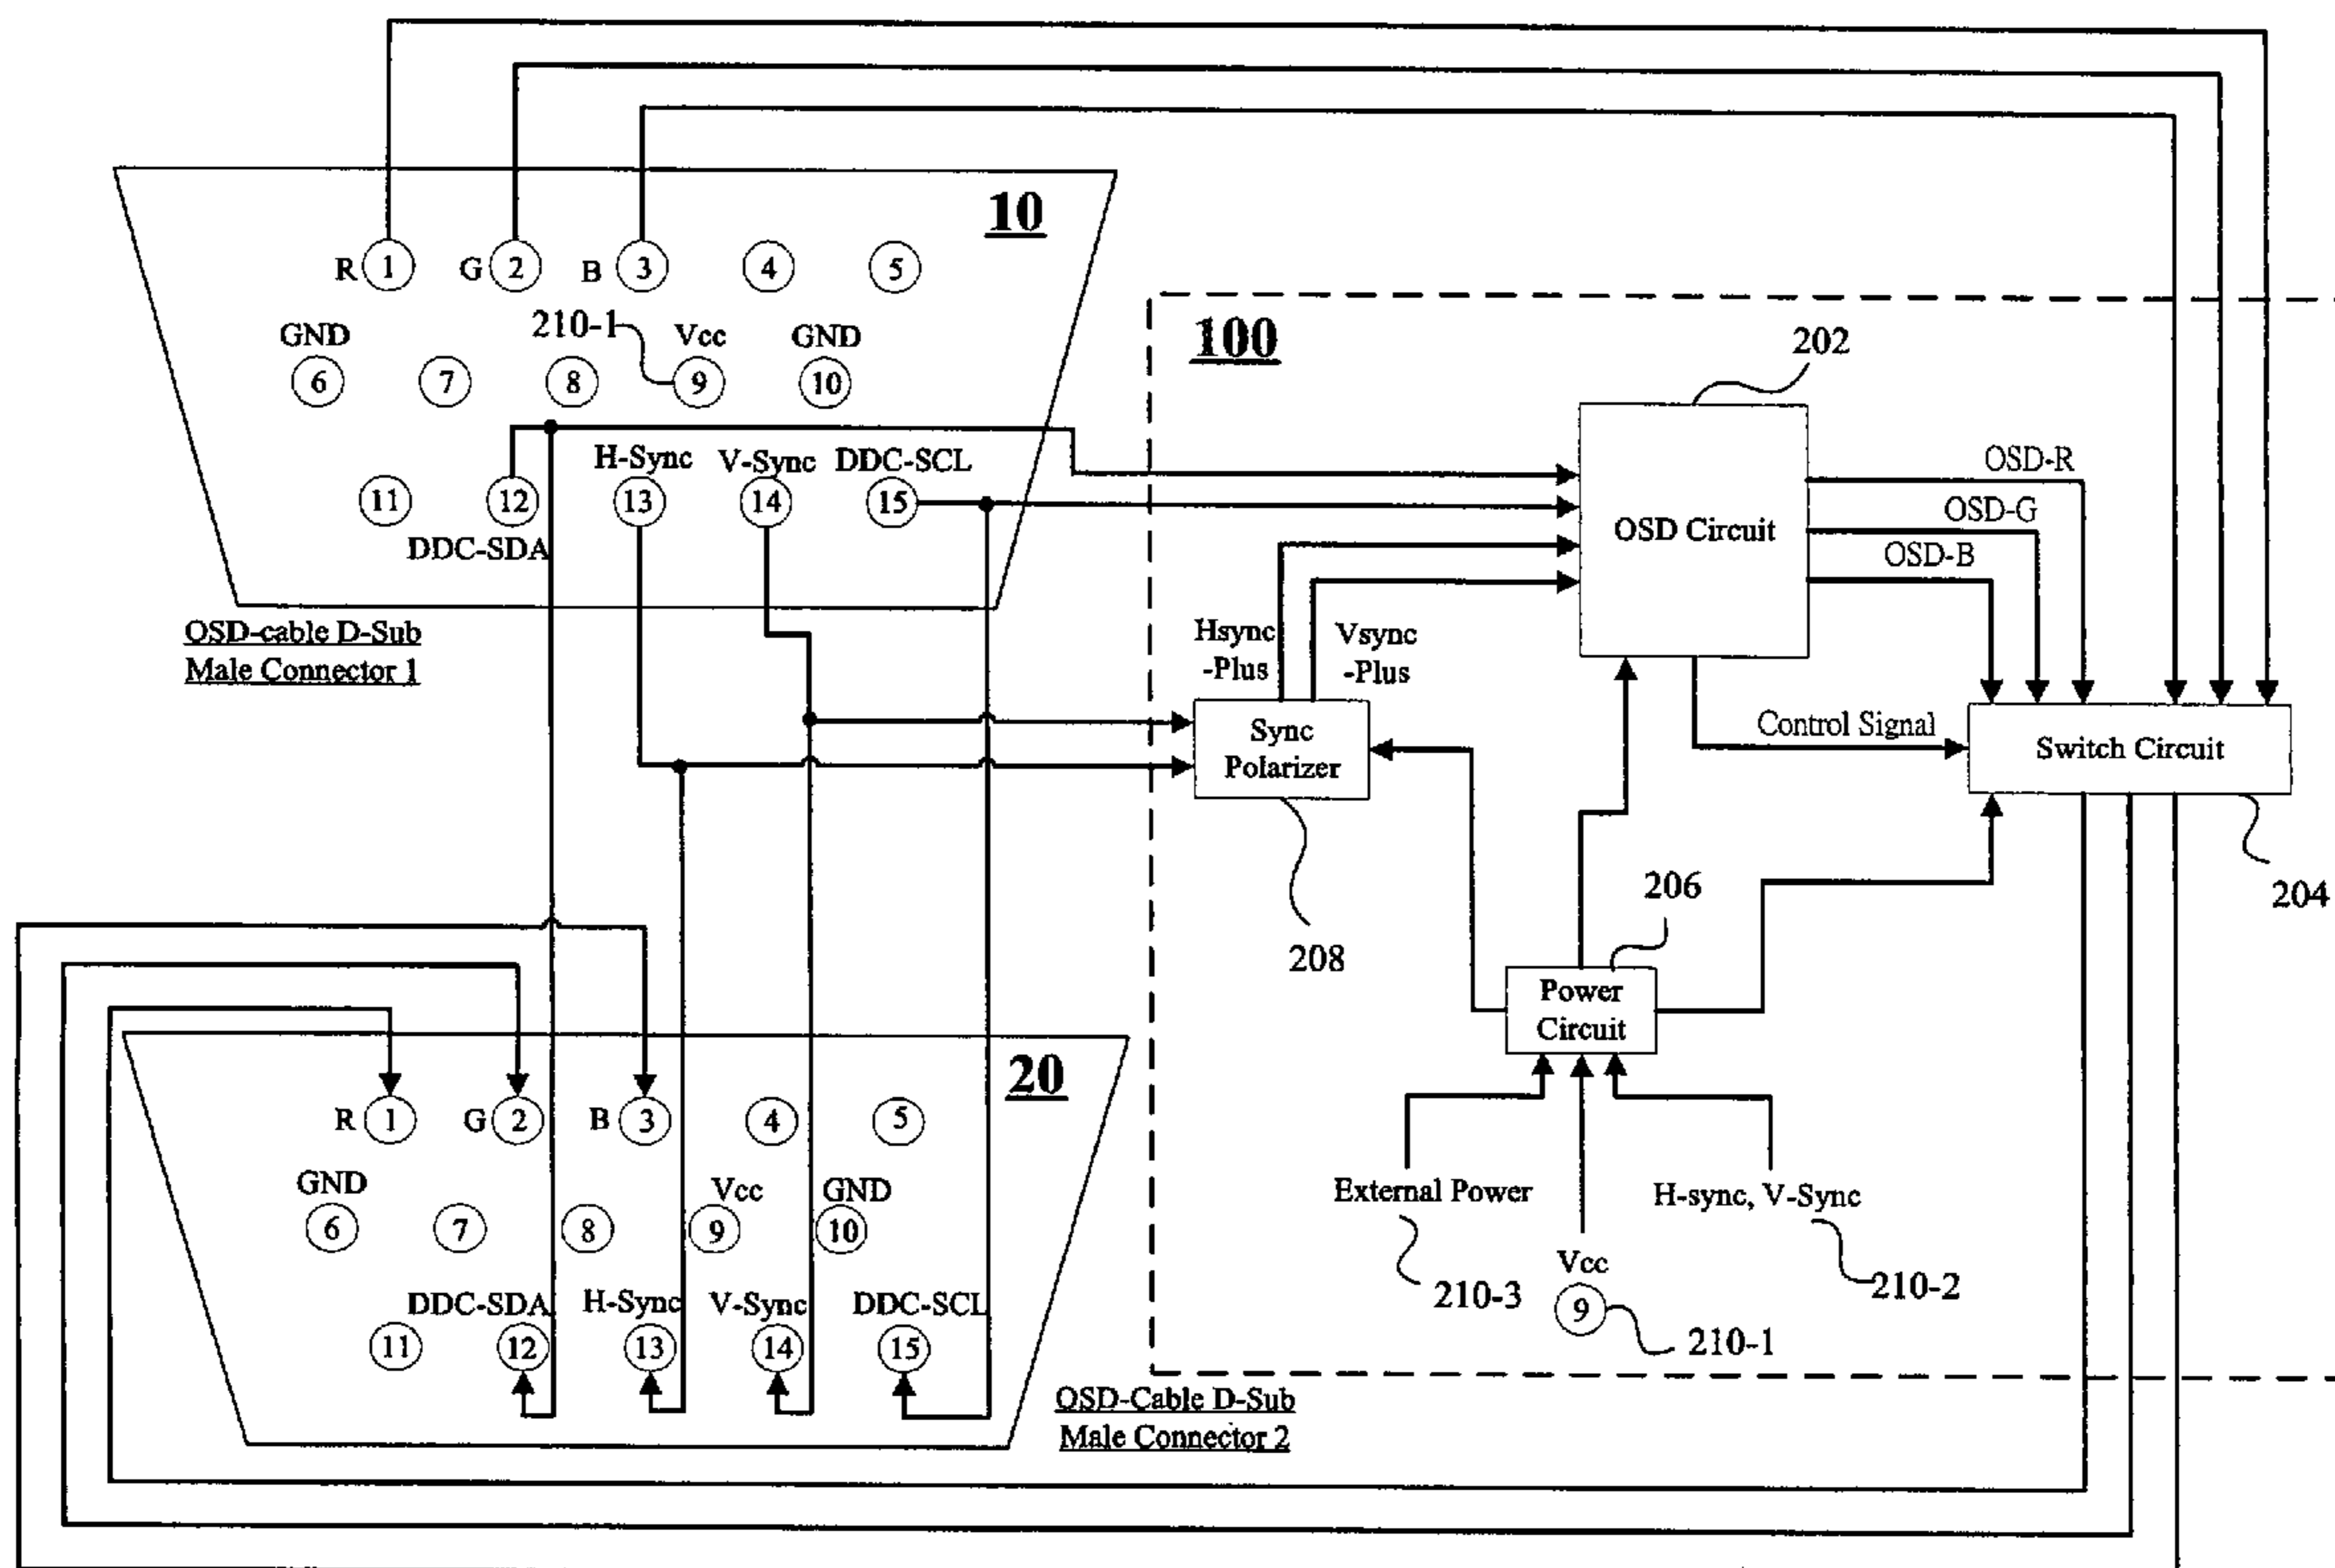 10
R 1 G 2 B 3 4 5
210-1
GND Vcc GND
6 7 8 9 10
H-Sync V-Sync DDC-SCL
11 12 13 14 15
DDC-SDA
OSD-cable D-Sub
Male Connector 1
100
202
OSD Circuit
OSD-R
OSD-G
OSD-B
Hsync
-Plus
Vsync
-Plus
Sync
Polarizer
208
Control Signal
Switch Circuit
204
206
Power
Circuit
External Power
210-3
Vcc
9
210-1
H-sync, V-Sync
210-2
20
R 1 G 2 B 3 4 5
GND Vcc GND
6 7 8 9 10
DDC-SDA H-Sync V-Sync DDC-SCL
11 12 13 14 15
OSD-Cable D-Sub
Male Connector 2